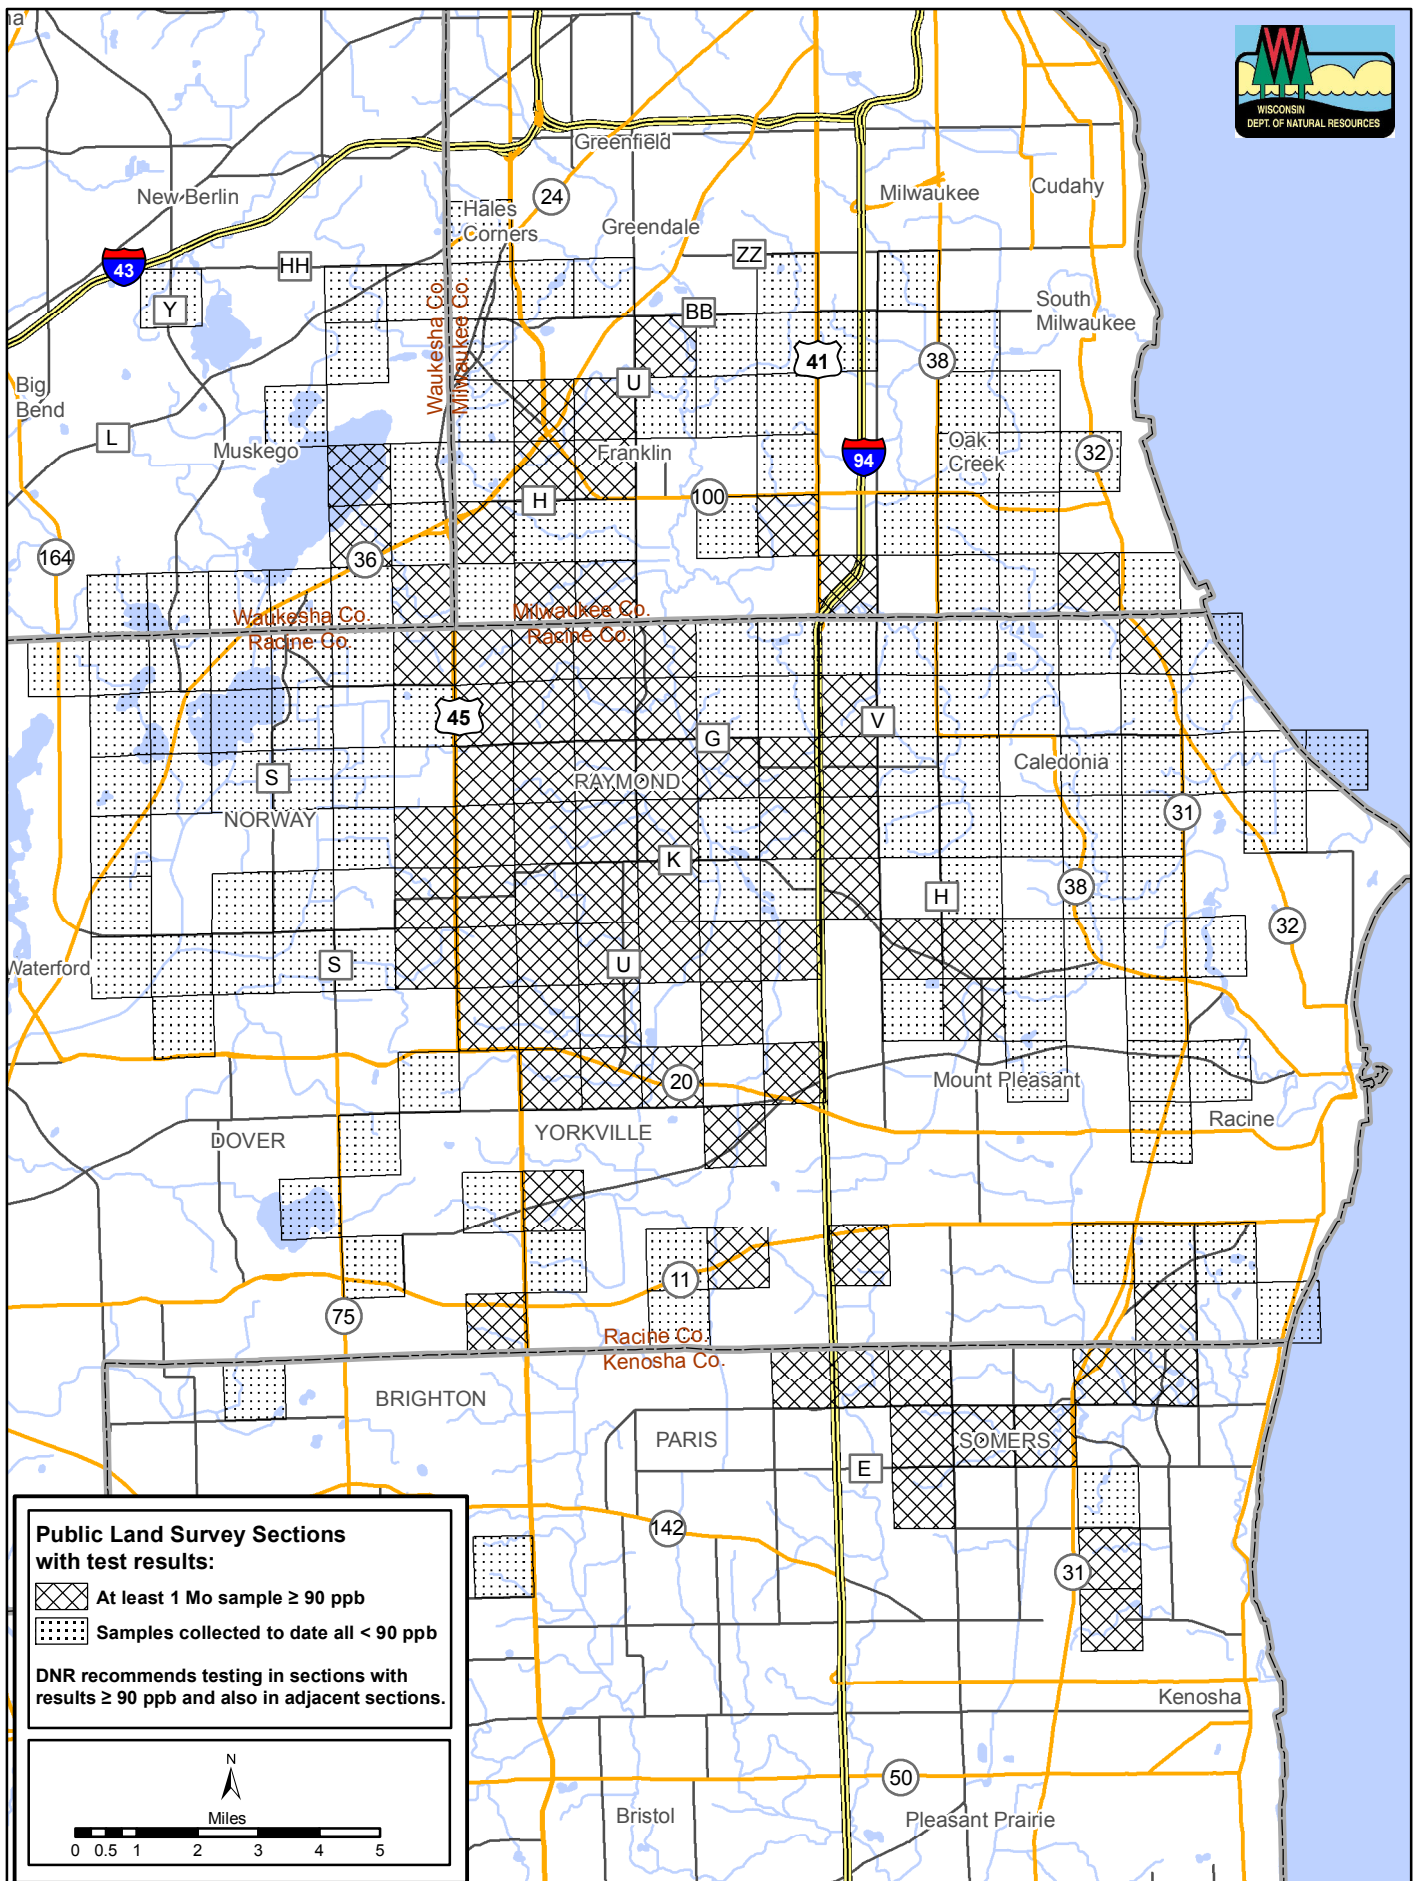 a
WISCONSIN
DEPT. OF NATURAL RESOURCES
Greenfield
New Berlin
24
Milwaukee
Cudahy
Hales
Corners
Greendale
43
HH
ZZ
Y
BB
South
Milwaukee
Waukesha Co.
Milwaukee Co.
41
38
Big
Bend
U
L
Muskego
Franklin
94
Oak
Creek
32
H
100
164
36
Waukesha Co.
Racine Co.
Milwaukee Co.
Racine Co.
45
V
G
S
RAYMOND
Caledonia
NORWAY
31
K
38
H
32
Waterford
S
U
20
Mount Pleasant
DOVER
YORKVILLE
Racine
11
75
Racine Co.
Kenosha Co.
BRIGHTON
PARIS
SOMERS
E
142
31
Kenosha
50
Bristol
Pleasant Prairie
Public Land Survey Sections
with test results:
At least 1 Mo sample ≥ 90 ppb
Samples collected to date all < 90 ppb
DNR recommends testing in sections with
results ≥ 90 ppb and also in adjacent sections.
N
Miles
0 0.5 1 2 3 4 5